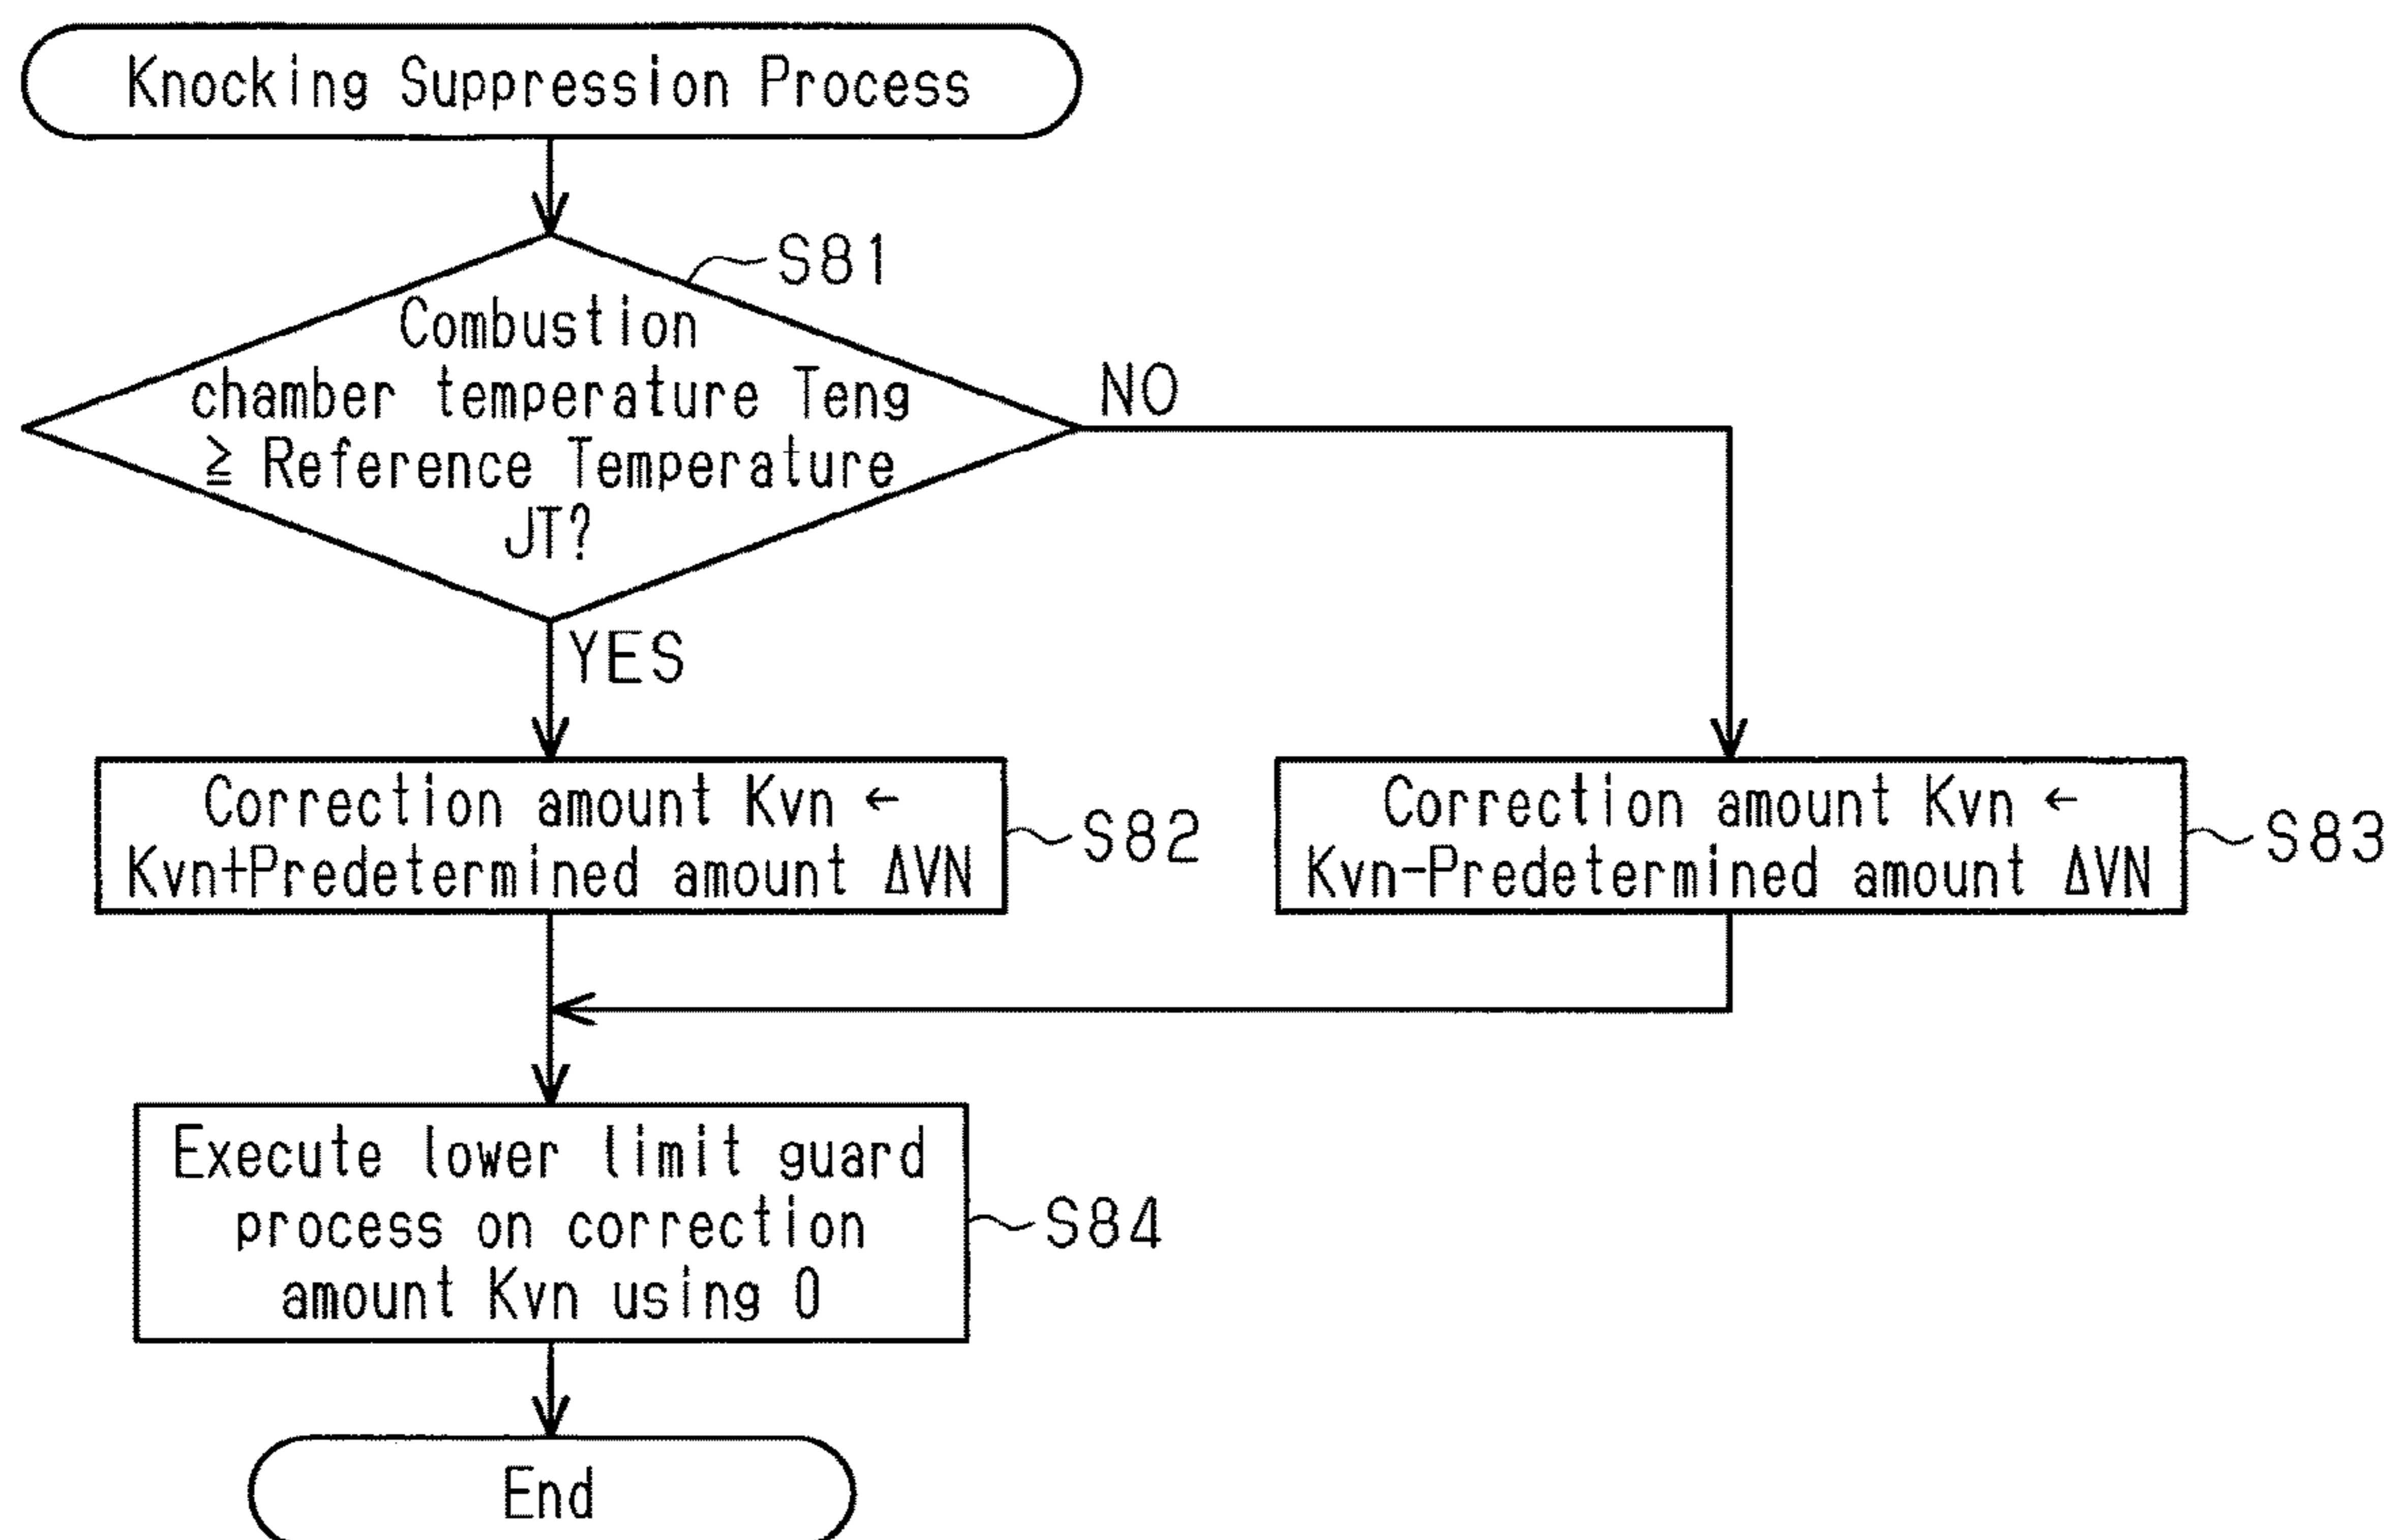 Knocking Suppression Process
S81
Combustion
chamber temperature Teng
≧ Reference Temperature
JT?
NO
YES
Correction amount Kvn ←
Kvn+Predetermined amount ΔVN
S82
Correction amount Kvn ←
Kvn-Predetermined amount ΔVN
S83
Execute lower limit guard
process on correction
amount Kvn using 0
S84
End